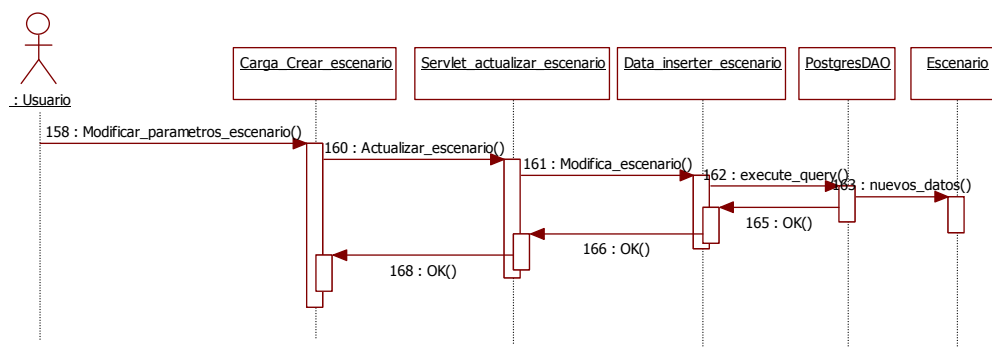 Carga_Crear_escenario
Servlet_actualizar_escenario
Data_inserter_escenario
PostgresDAO
Escenario
: Usuario
158 : Modificar_parametros_escenario()
160 : Actualizar_escenario()
161 : Modifica_escenario()
162 : execute_query()
163 : nuevos_datos()
165 : OK()
166 : OK()
168 : OK()